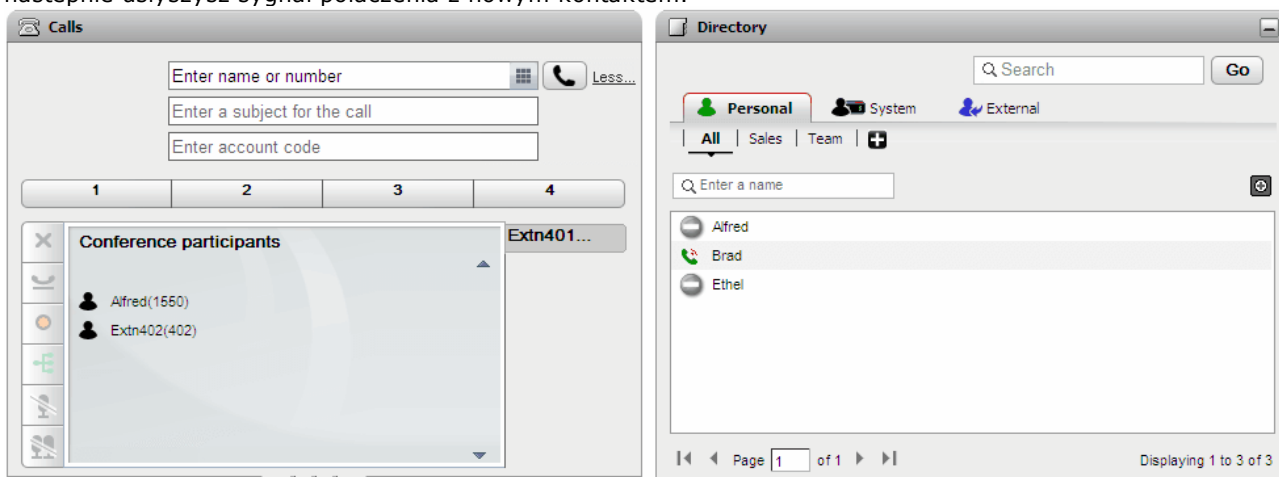 następnie usłyszysz sygnał połączenia z nowym kontaktem.
Calls
Enter name or number
Less...
Enter a subject for the call
Enter account code
1 2 3 4
Conference participants
Extn401...
Alfred(1550)
Extn402(402)
Directory
Search
Go
Personal System External
All | Sales | Team |
Enter a name
Alfred
Brad
Ethel
Page 1 of 1
Displaying 1 to 3 of 3